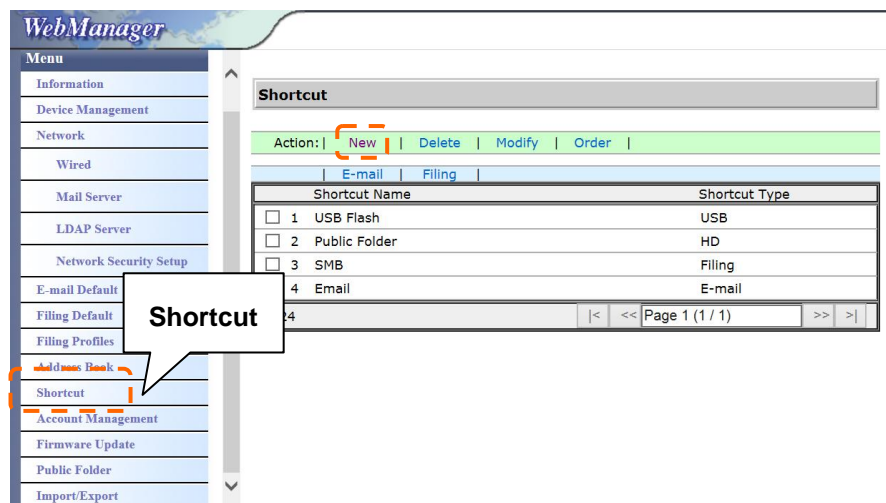 WebManager
Menu
Information
Device Management
Network
Wired
Mail Server
LDAP Server
Network Security Setup
E-mail Default
Filing Default
Filing Profiles
Address Book
Shortcut
Account Management
Firmware Update
Public Folder
Import/Export
Shortcut
Shortcut
Action:| New | Delete | Modify | Order |
| E-mail | Filing |
Shortcut Name Shortcut Type
1 USB Flash USB
2 Public Folder HD
3 SMB Filing
4 Email E-mail
24 |< << Page 1 (1 / 1) >> >|